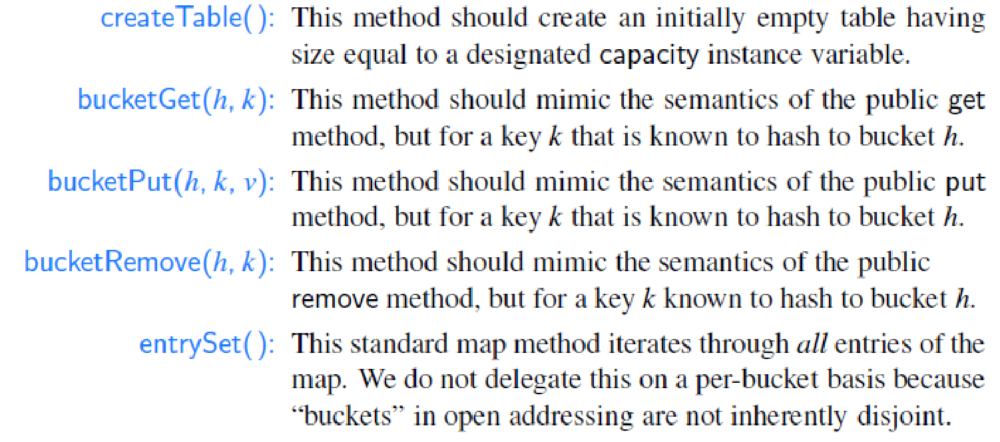 createTable( ): This method should create an initially empty table having
size equal to a designated capacity instance variable.
bucketGet(h, k): This method should mimic the semantics of the public get
method, but for a key k that is known to hash to bucket h.
bucketPut(h, k, v): This method should mimic the semantics of the public put
method, but for a key k that is known to hash to bucket h.
bucketRemove(h, k): This method should mimic the semantics of the public
remove method, but for a key k known to hash to bucket h.
entrySet( ): This standard map method iterates through all entries of the
map. We do not delegate this on a per-bucket basis because
“buckets” in open addressing are not inherently disjoint.